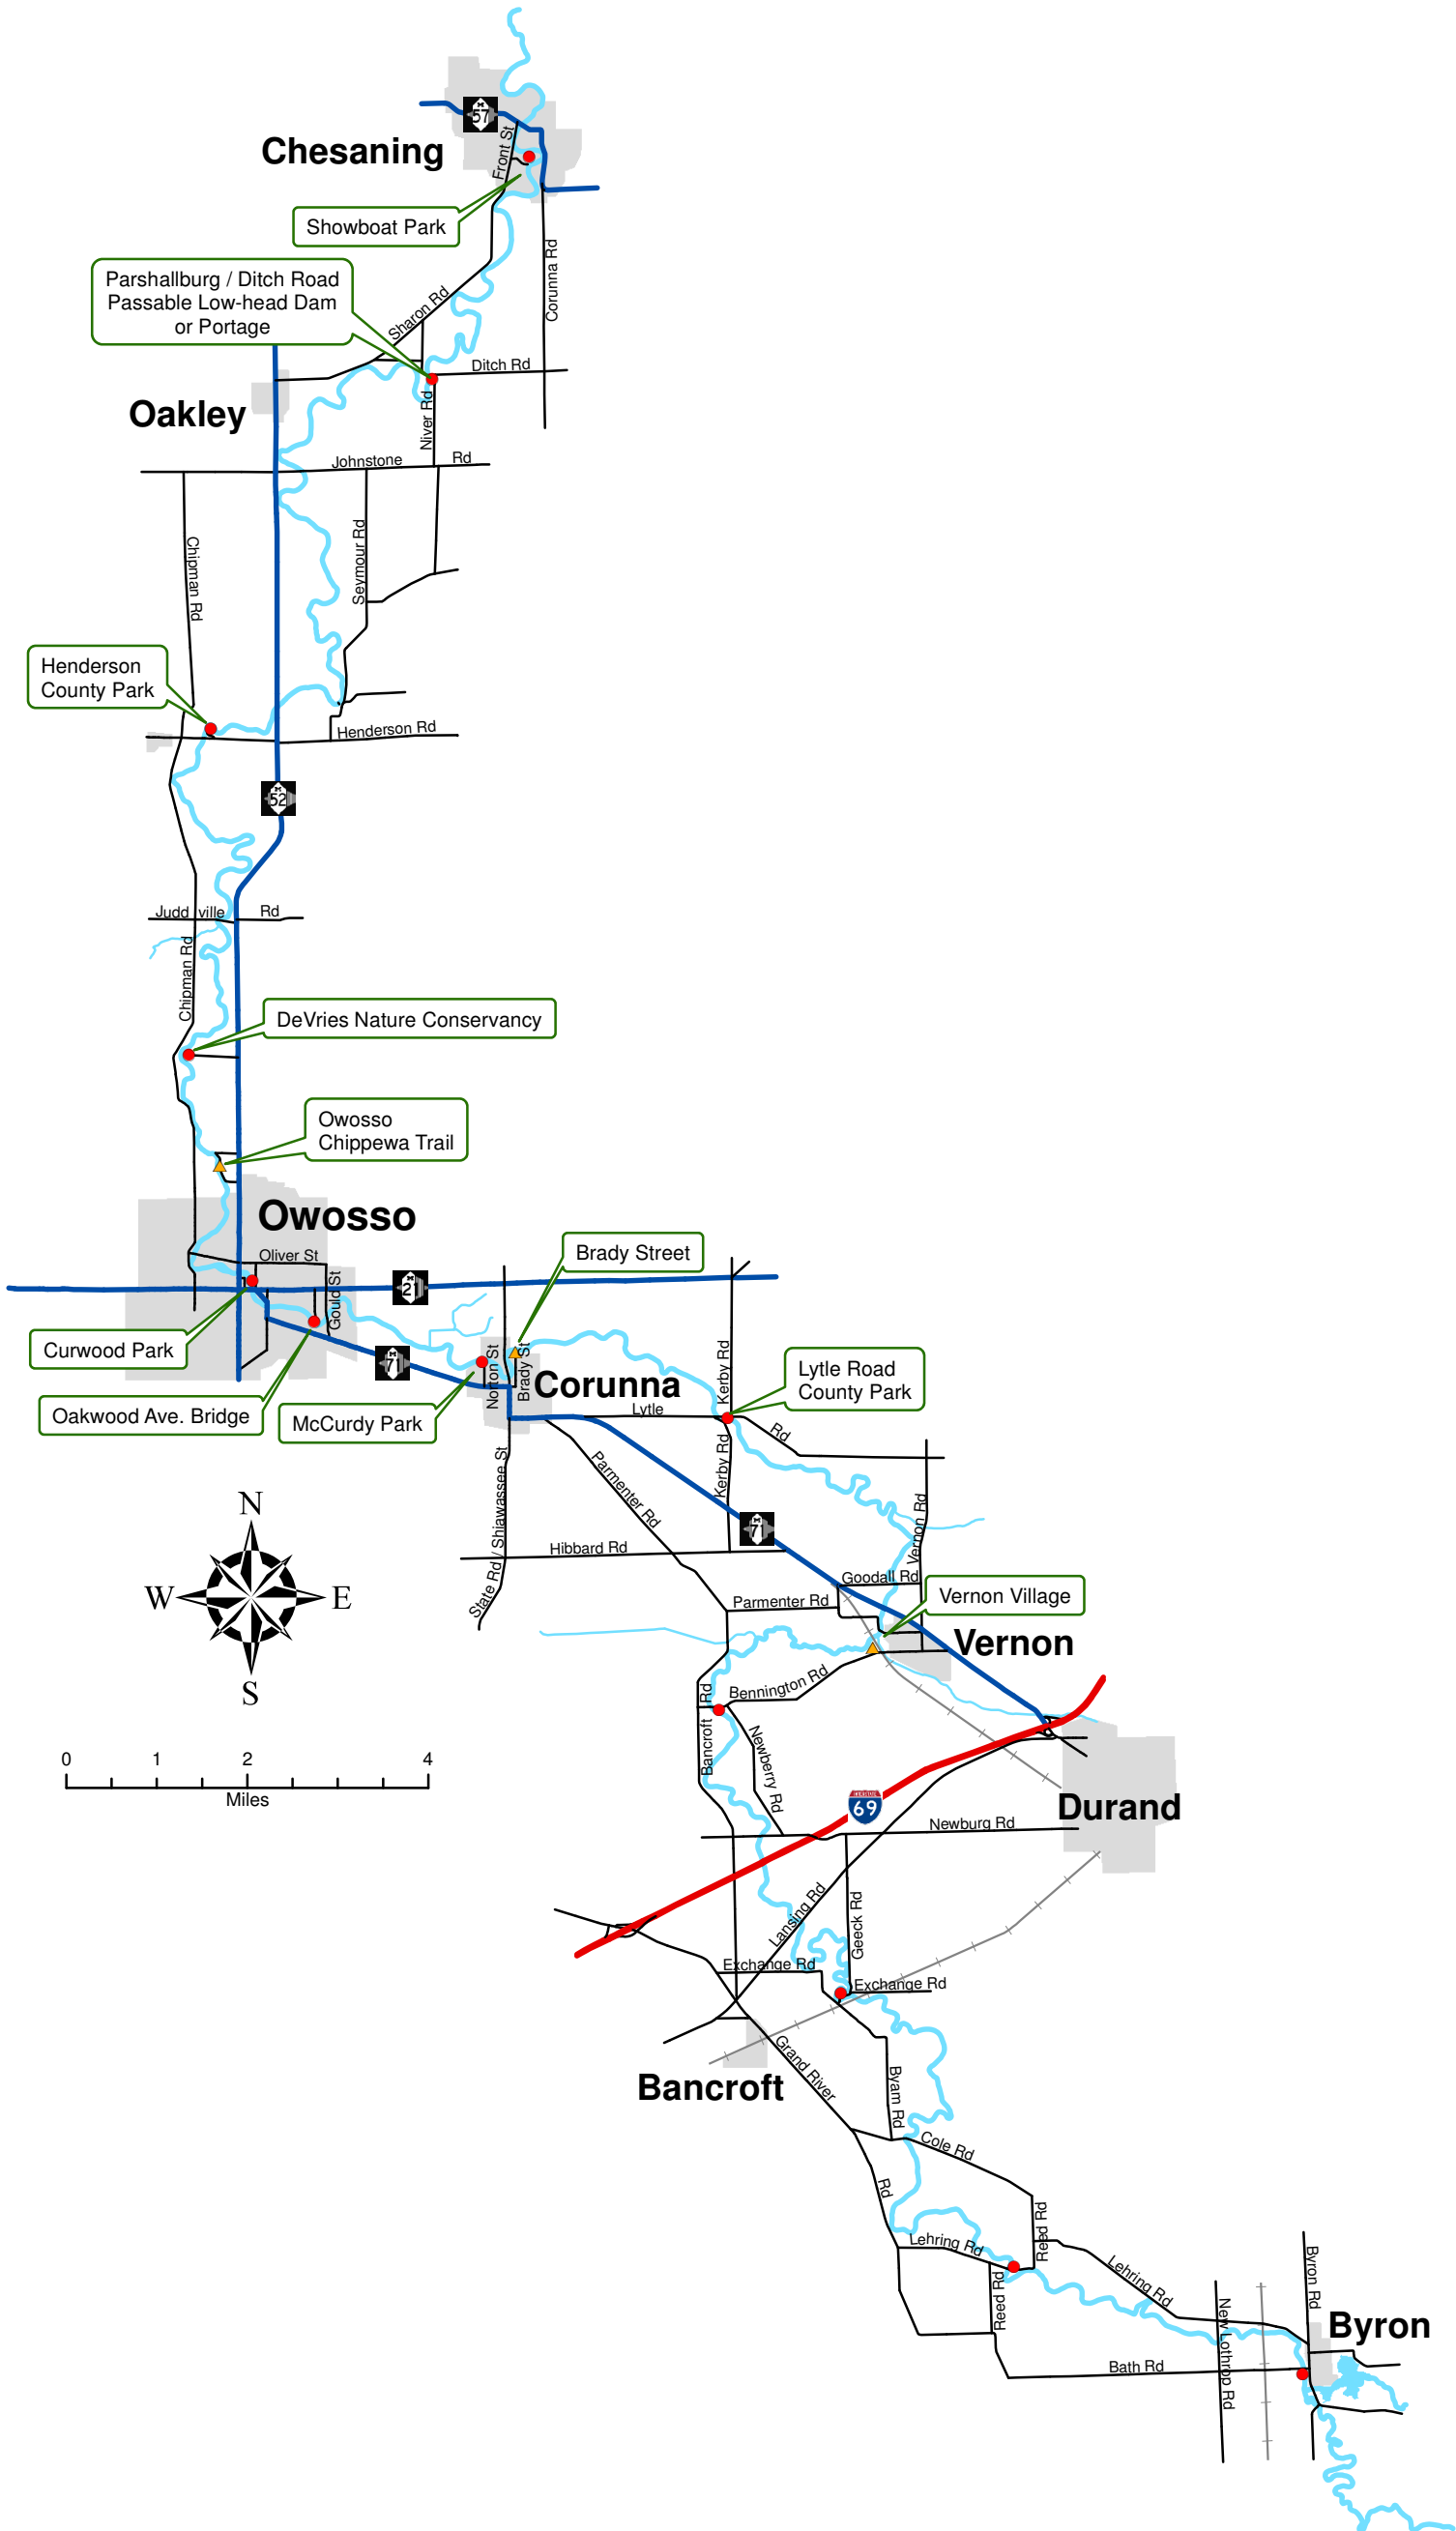 57
Chesaning
Front St
Showboat Park
Corunna Rd
Parshallburg / Ditch Road
Passable Low-head Dam
or Portage
Sharon Rd
Ditch Rd
Oakley
Niver Rd
Johnstone Rd
Chipman Rd
Seymour Rd
Henderson
County Park
Henderson Rd
M
52
Judd ville Rd
Chipman Rd
DeVries Nature Conservancy
Owosso
Chippewa Trail
Owosso
Oliver St
Brady Street
M
21
Gould St
Curwood Park
M
71
Norton St
Brady St
Corunna
Kerby Rd
Lytle Road
County Park
Oakwood Ave. Bridge
McCurdy Park
Lytle Rd
Kerby Rd
State Rd / Shiawassee St
Parmenter Rd
Vernon Rd
N
W E
S
M
71
Hibbard Rd
Goodall Rd
Parmenter Rd
Vernon Village
Vernon
Bennington Rd
Bancroft Rd
Newberry Rd
0 1 2 4
Miles
69
Durand
Newburg Rd
Lansing Rd
Geeck Rd
Exchange Rd
Exchange Rd
Bancroft
Grand River Rd
Byam Rd
Cole Rd
Reed Rd
Lehring Rd
Reed Rd
Lehring Rd
New Lothrop Rd
Byron Rd
Byron
Bath Rd